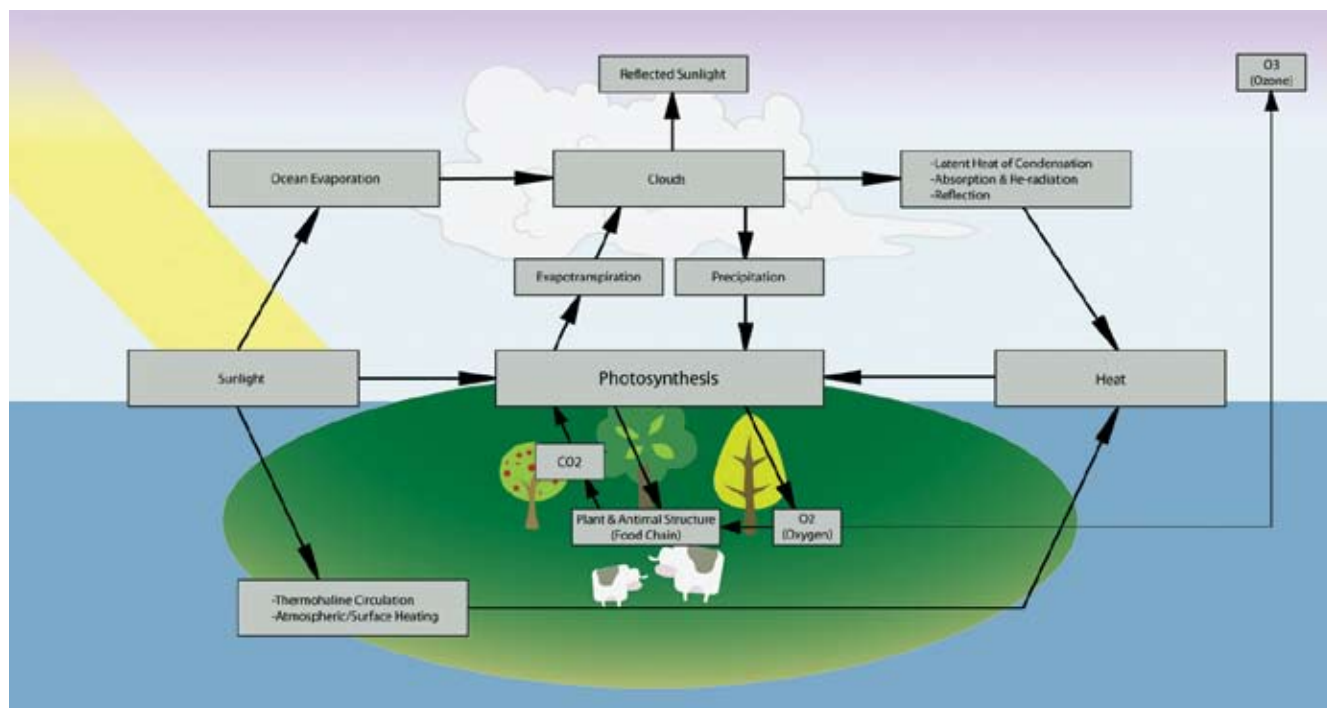 Reflected Sunlight
O3
(Ozone)
Ocean Evaporation
Clouds
-Latent Heat of Condensation
-Absorption & Re-radiation
-Reflection
Evapotranspiration
Precipitation
Sunlight
Photosynthesis
Heat
CO2
Plant & Antimal Structure
(Food Chain)
O2
(Oxygen)
-Thermohaline Circulation
-Atmospheric/Surface Heating